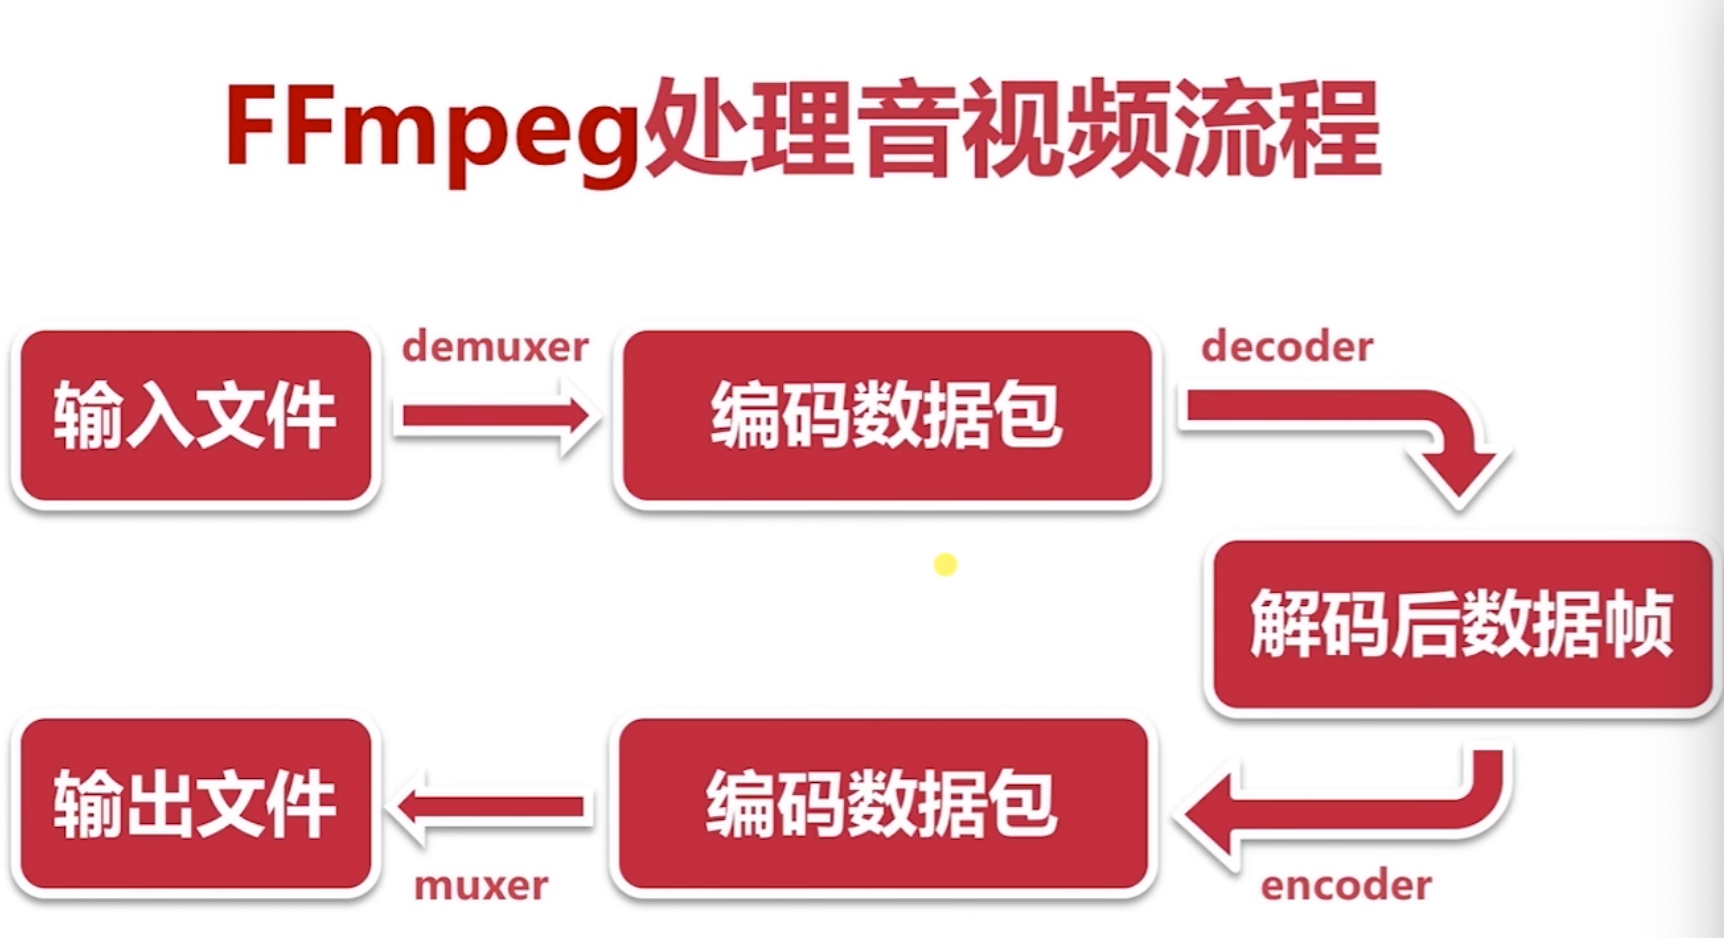 FFmpeg处理音视频流程
输入文件
demuxer
编码数据包
decoder
解码后数据帧
encoder
编码数据包
muxer
输出文件